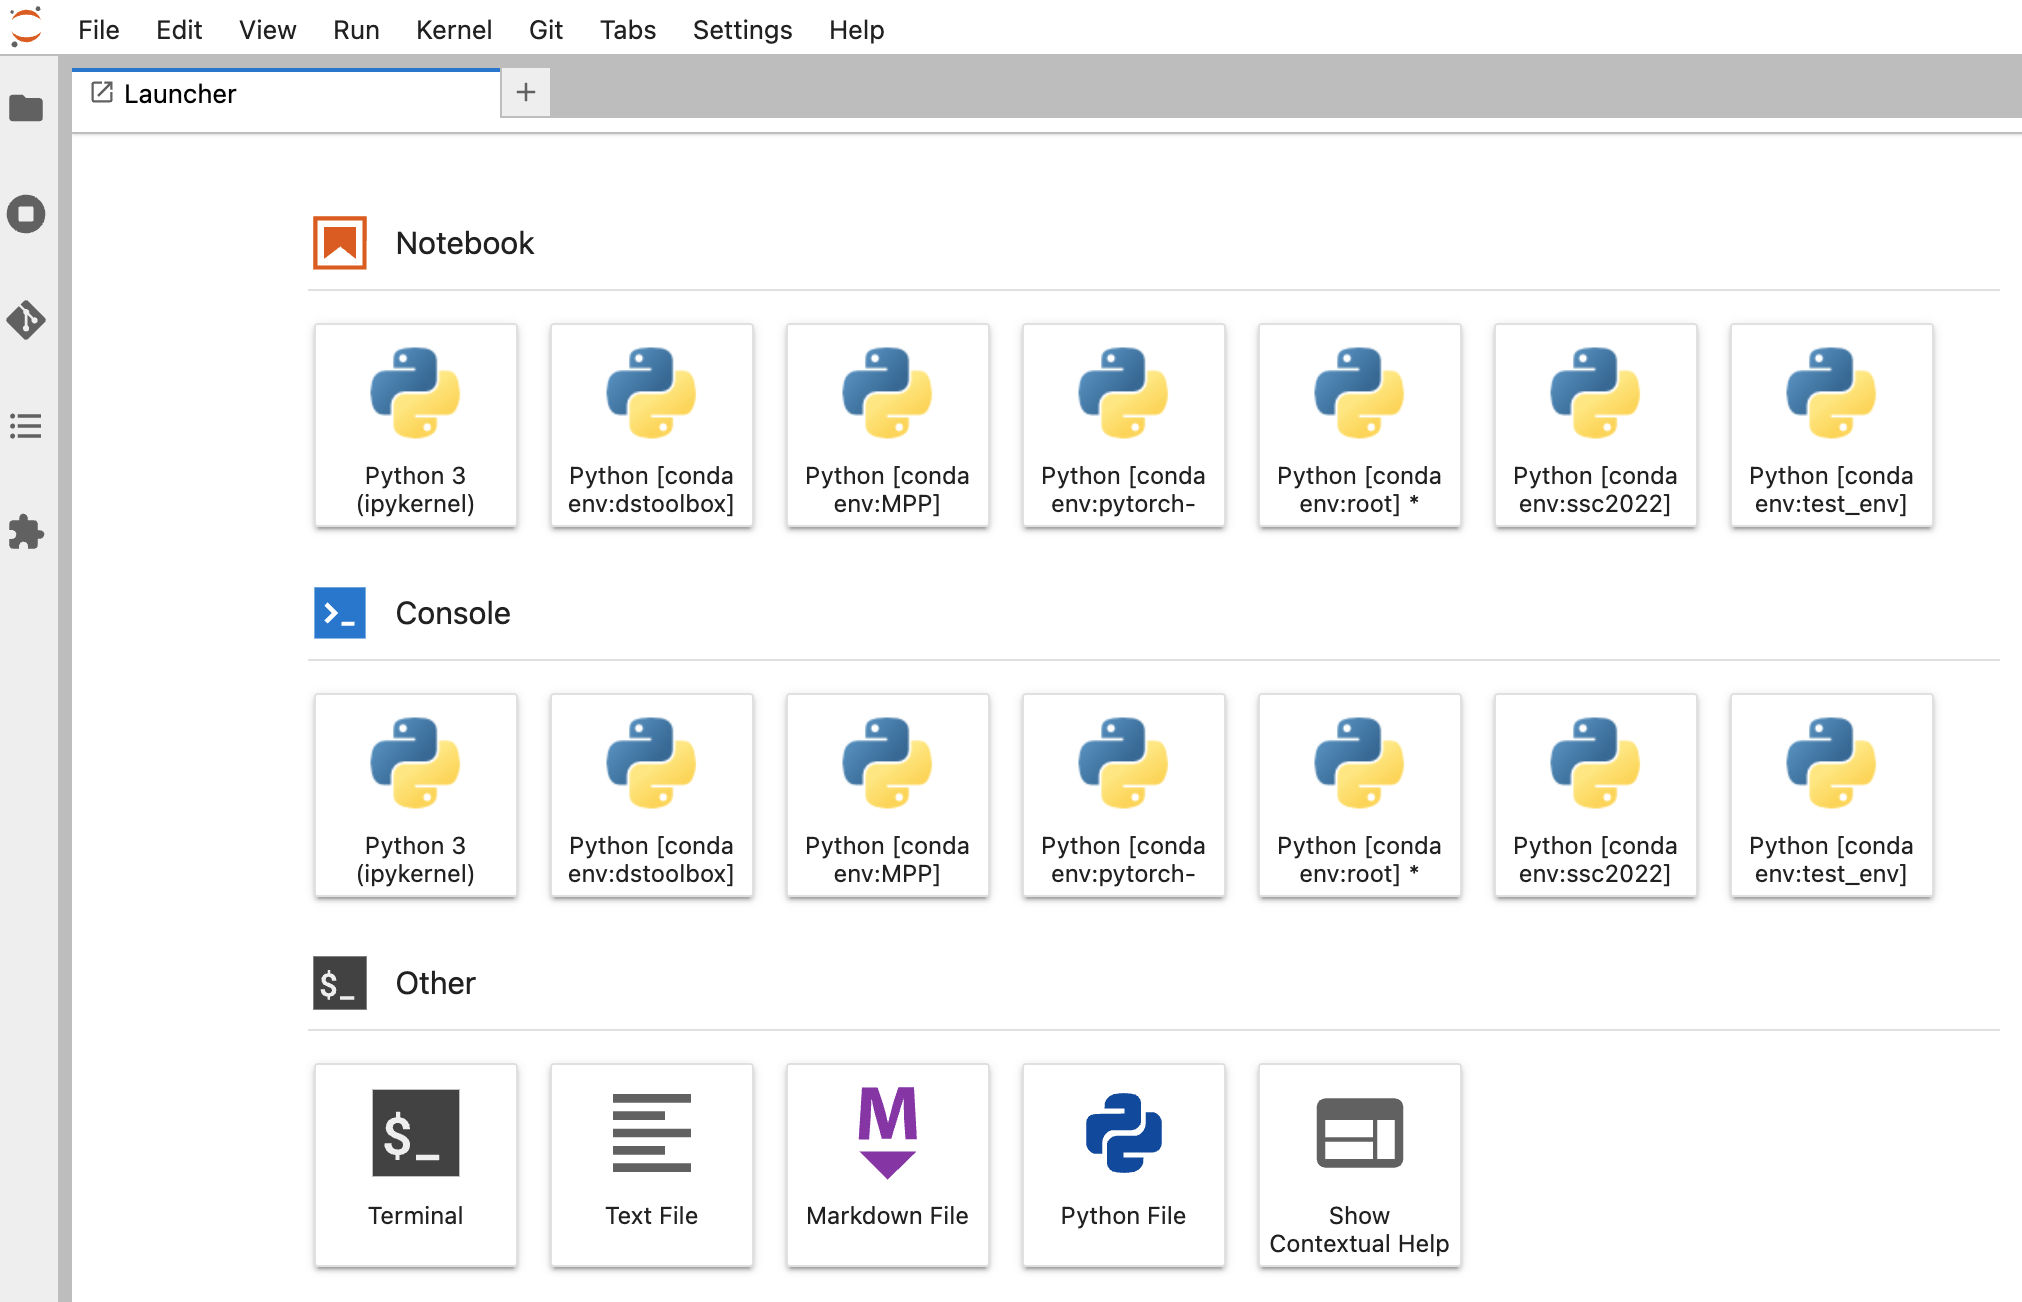 File Edit View Run Kernel Git Tabs Settings Help
Launcher
Notebook
Python 3
(ipykernel)
Python [conda
env:dstoolbox]
Python [conda
env:MPP]
Python [conda
env:pytorch-
Python [conda
env:root] *
Python [conda
env:ssc2022]
Python [conda
env:test_env]
Console
Python 3
(ipykernel)
Python [conda
env:dstoolbox]
Python [conda
env:MPP]
Python [conda
env:pytorch-
Python [conda
env:root] *
Python [conda
env:ssc2022]
Python [conda
env:test_env]
$_ Other
$_
Terminal
Text File
M
Markdown File
Python File
Show
Contextual Help